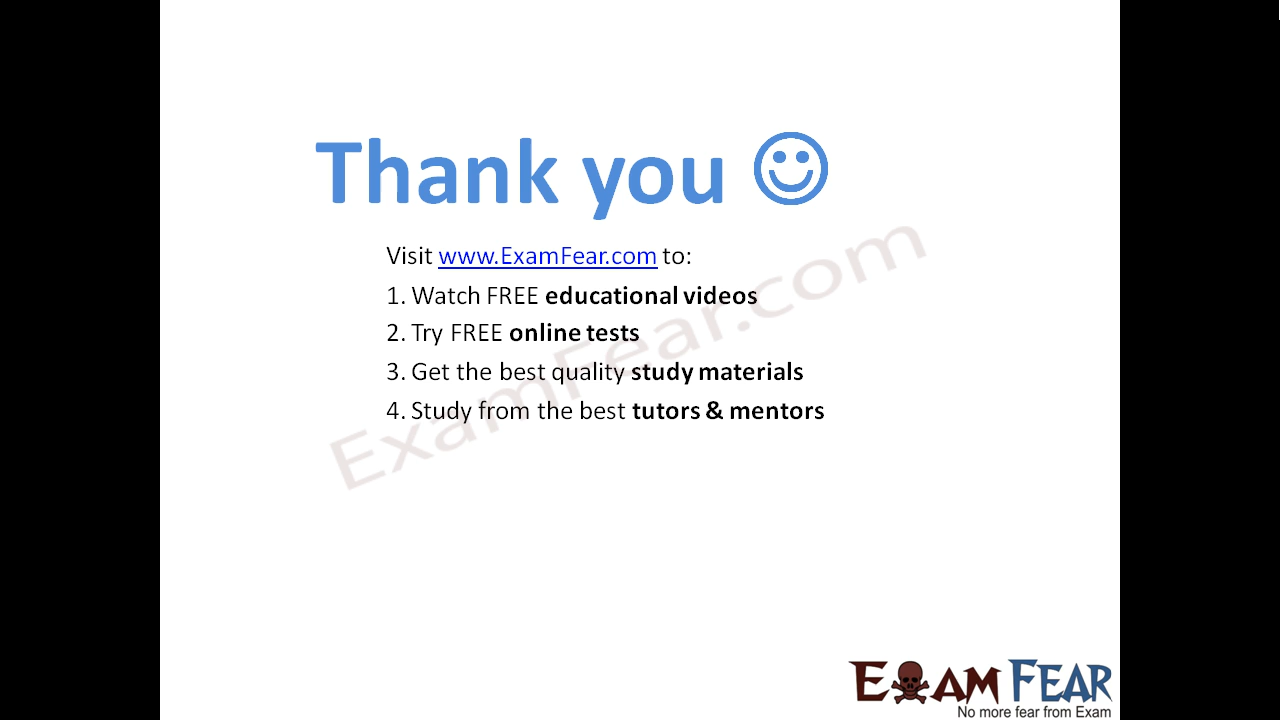 Thank you ☺
Visit www.ExamFear.com to:
1. Watch FREE educational videos
2. Try FREE online tests
3. Get the best quality study materials
4. Study from the best tutors & mentors
ExamFear.com
EXAM FEAR
No more fear from Exam